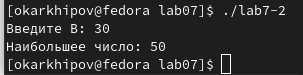 [okarkhipov@fedora lab07]$ ./lab7-2
Введите B: 30
Наибольшее число: 50
[okarkhipov@fedora lab07]$